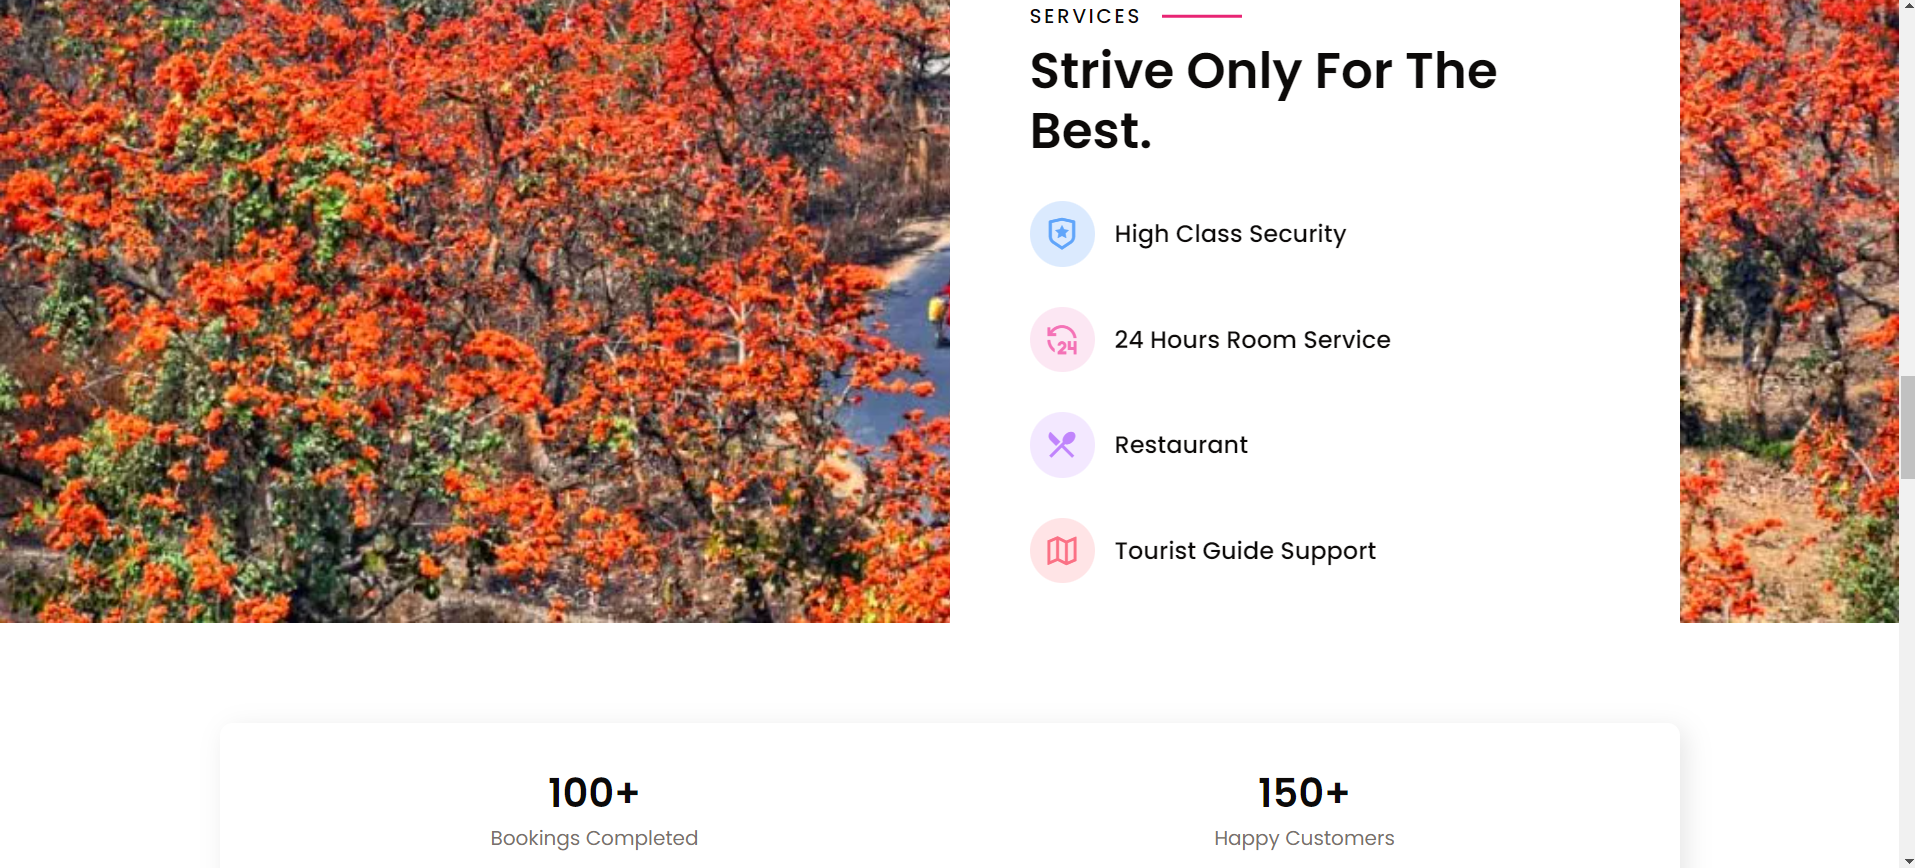 SERVICES
Strive Only For The
Best.
High Class Security
24
24 Hours Room Service
Restaurant
Tourist Guide Support
100+
Bookings Completed
150+
Happy Customers